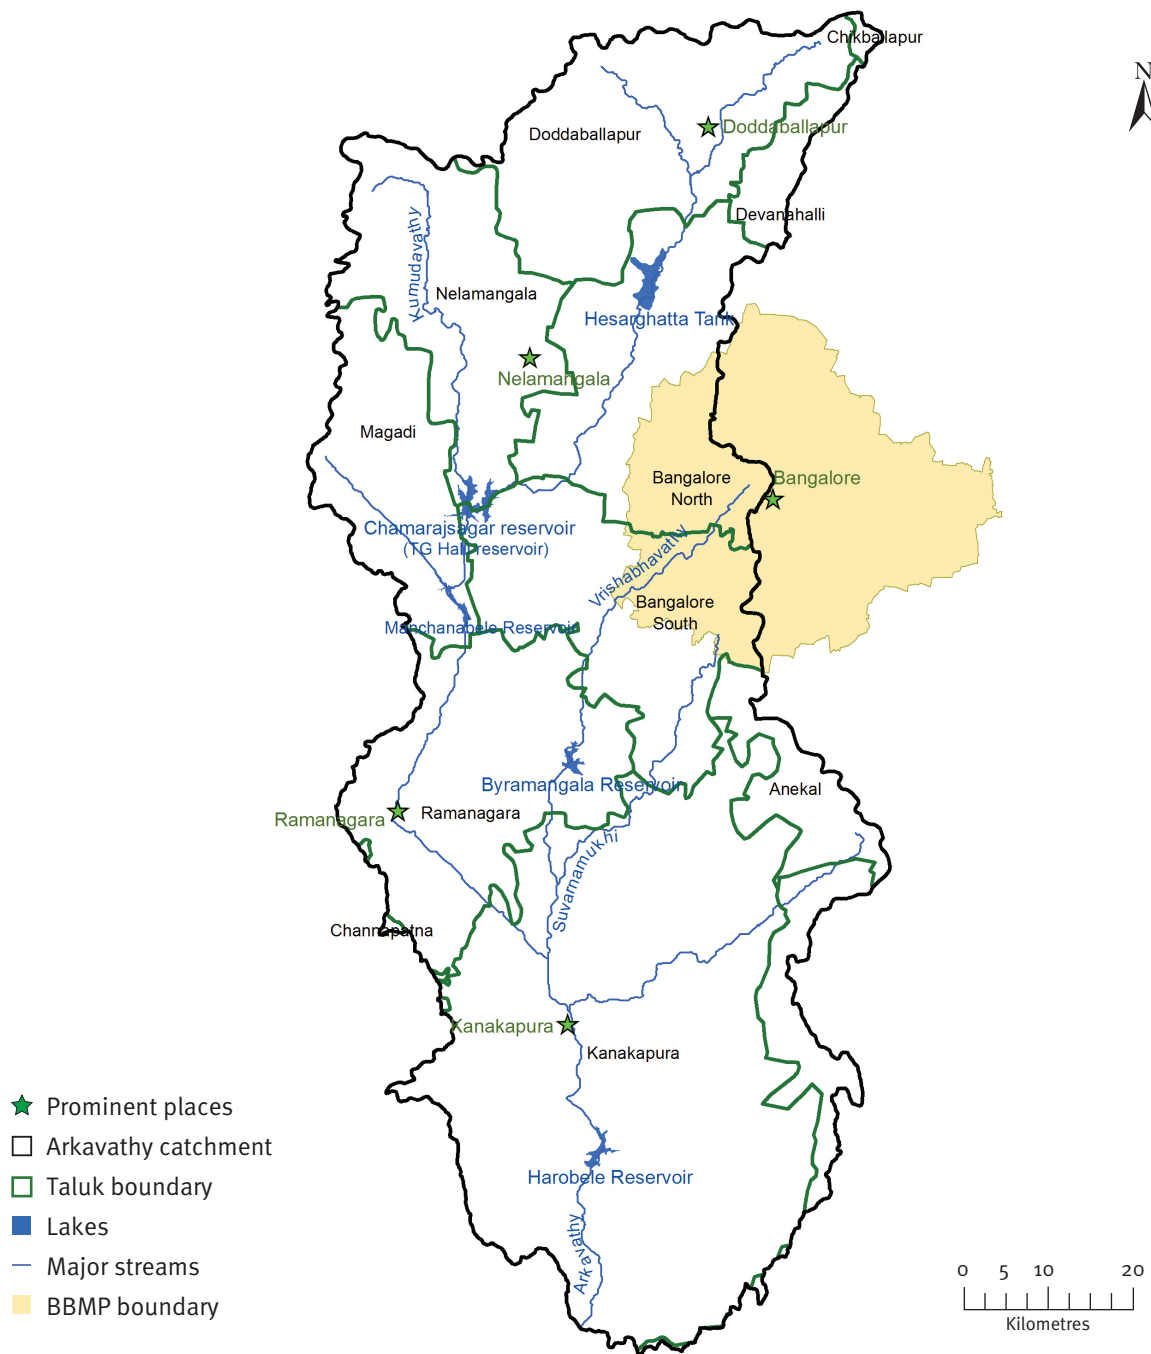 Chikballapur
N
Doddaballapur
Doddaballapur
Devanahalli
Kumudavathy
Nelamangala
Hesarghatta Tank
Nelamangala
Magadi
Bangalore
North
Bangalore
Chamarajsagar reservoir
(TG Halli reservoir)
Vrishabhavathy
Bangalore
South
Manchanabele Reservoir
Byramangala Reservoir
Anekal
Ramanagara
Ramanagara
Suvarnamukhi
Channapatna
Kanakapura
Kanakapura
Harobele Reservoir
Arkavathy
Prominent places
Arkavathy catchment
Taluk boundary
Lakes
Major streams
BBMP boundary
0 5 10 20
Kilometres